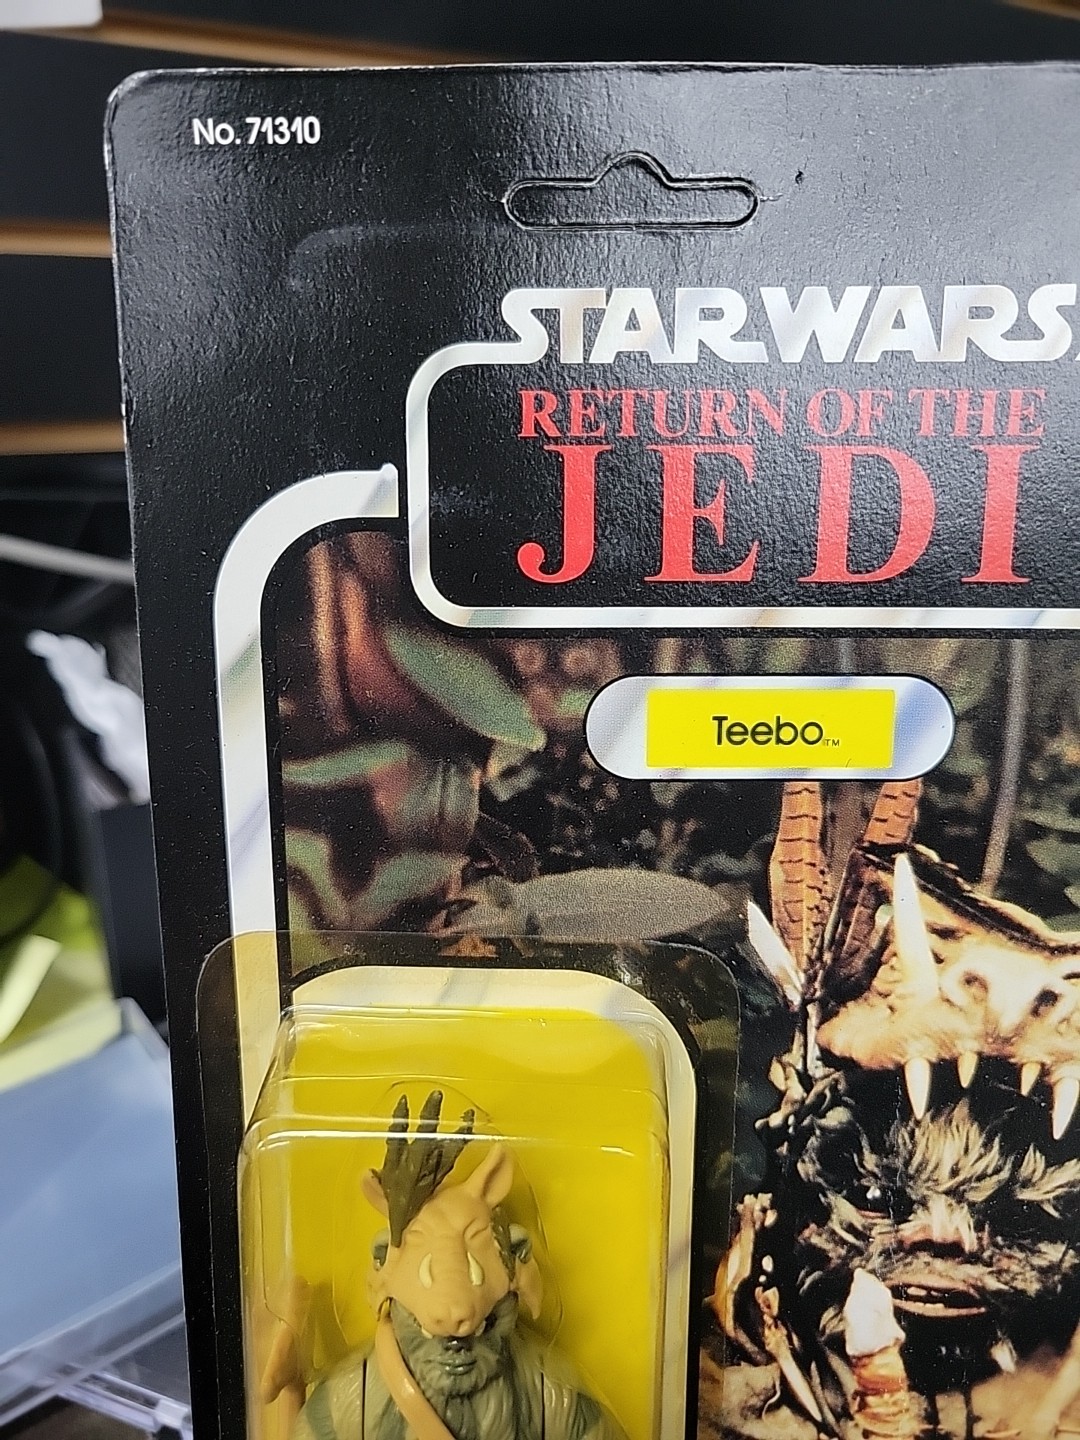 No. 71310
STAR WARS
RETURN OF THE
JEDI
Teebo™